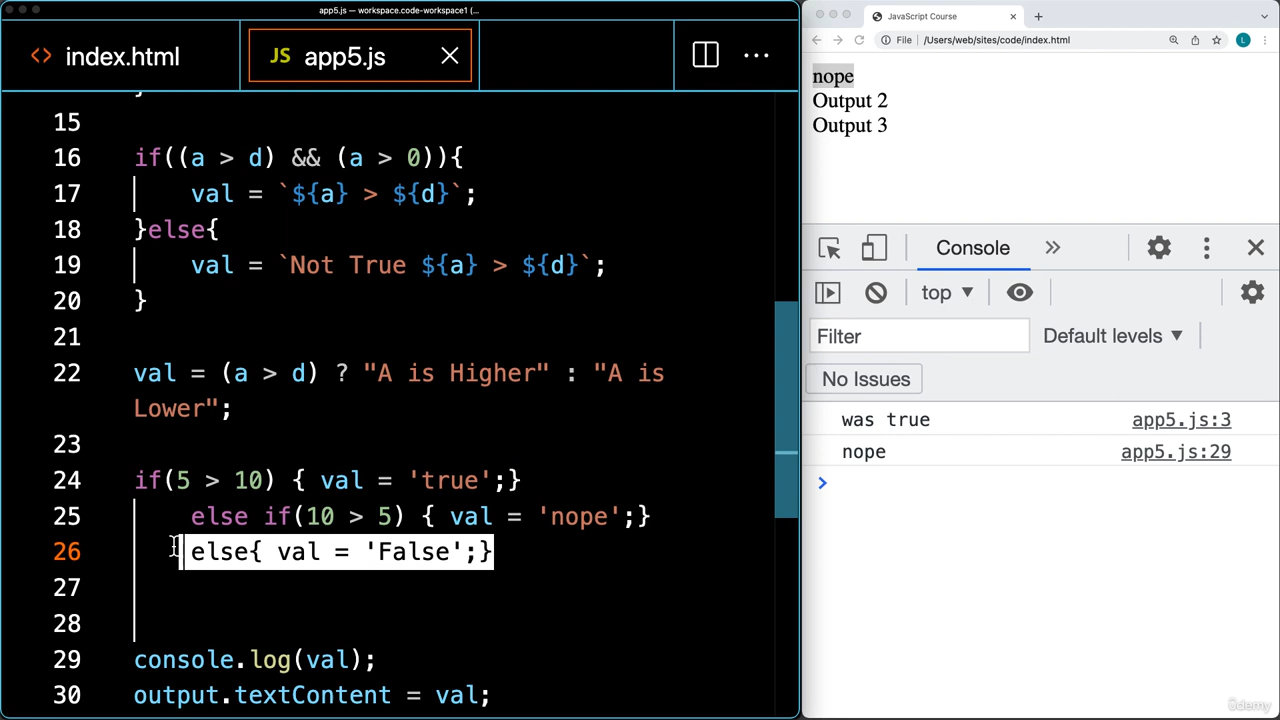 app5.js — workspace.code-workspace1 (...
<> index.html
JS app5.js
}
15
16 if((a > d) && (a > 0)){
17 val = `${a} > ${d}`;
18 }else{
19 val = `Not True ${a} > ${d}`;
20 }
21
22 val = (a > d) ? "A is Higher" : "A is
Lower";
23
24 if(5 > 10) { val = 'true';}
25 else if(10 > 5) { val = 'nope';}
26 else{ val = 'False';}
27
28
29 console.log(val);
30 output.textContent = val;
JavaScript Course
File /Users/web/sites/code/index.html
L
nope
Output 2
Output 3
Console
top
Filter
Default levels
No Issues
was true app5.js:3
nope app5.js:29
ûdemy